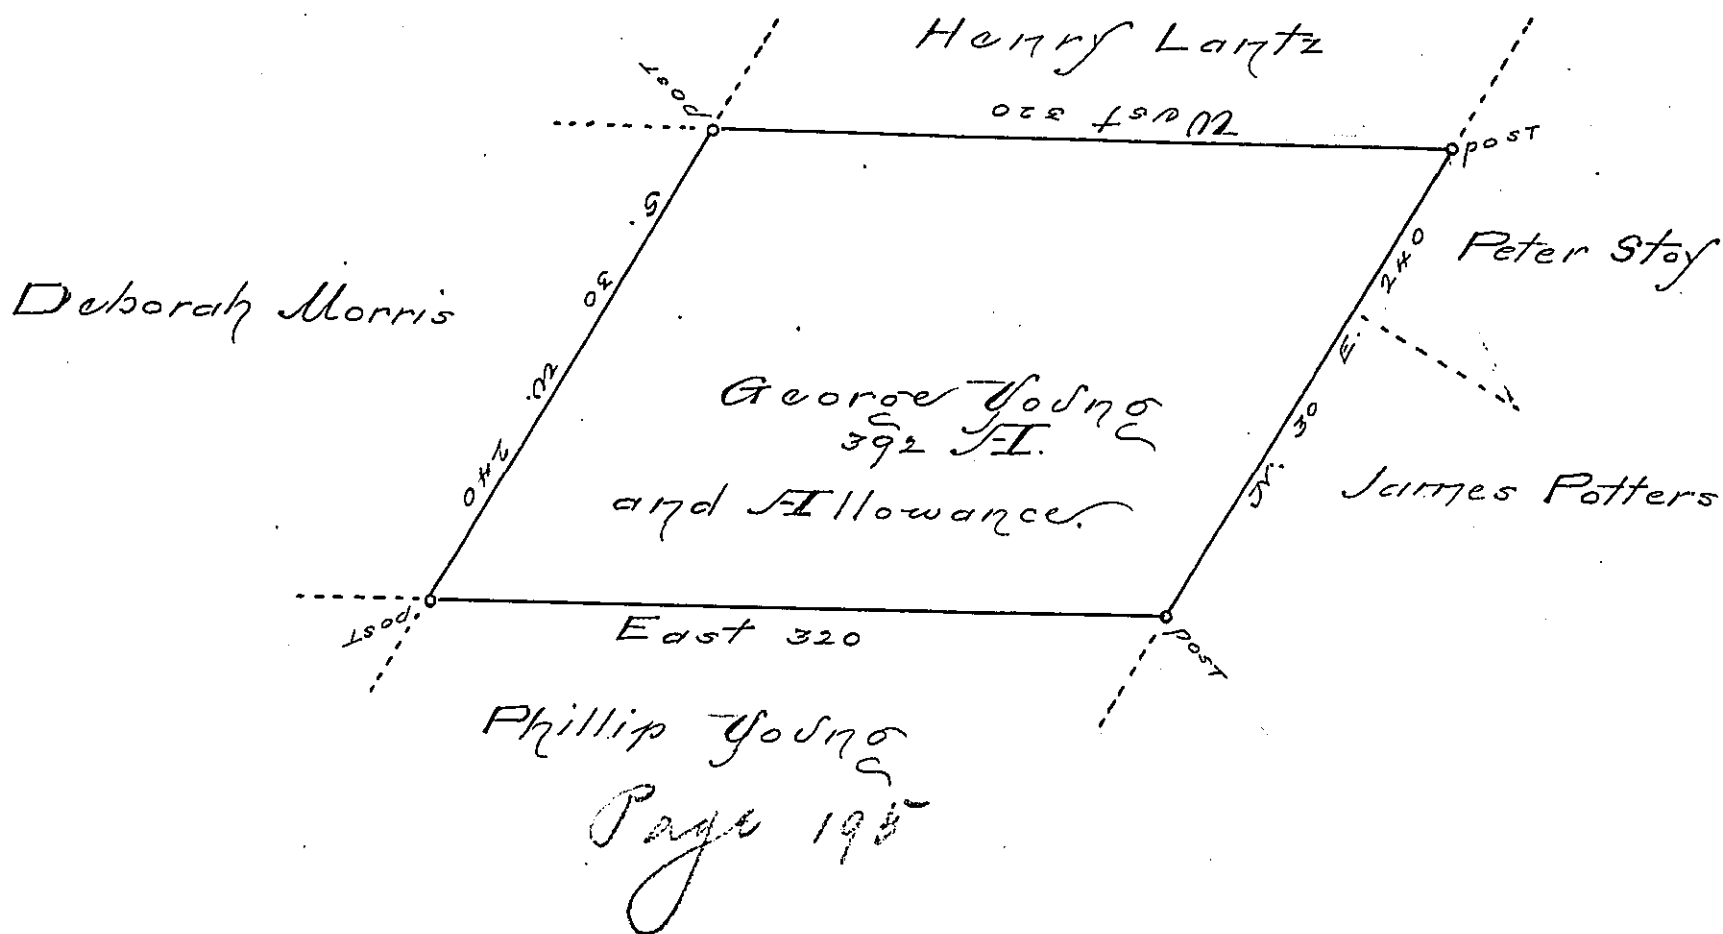 Henry Lantz
post
West 320
post
S. 30 W. 240
N. 30 E. 240
Peter Stoy
Deborah Morris
George Young
392 A.
and Allowance.
James Potters
post
East 320
post
Phillip Young
Page 195